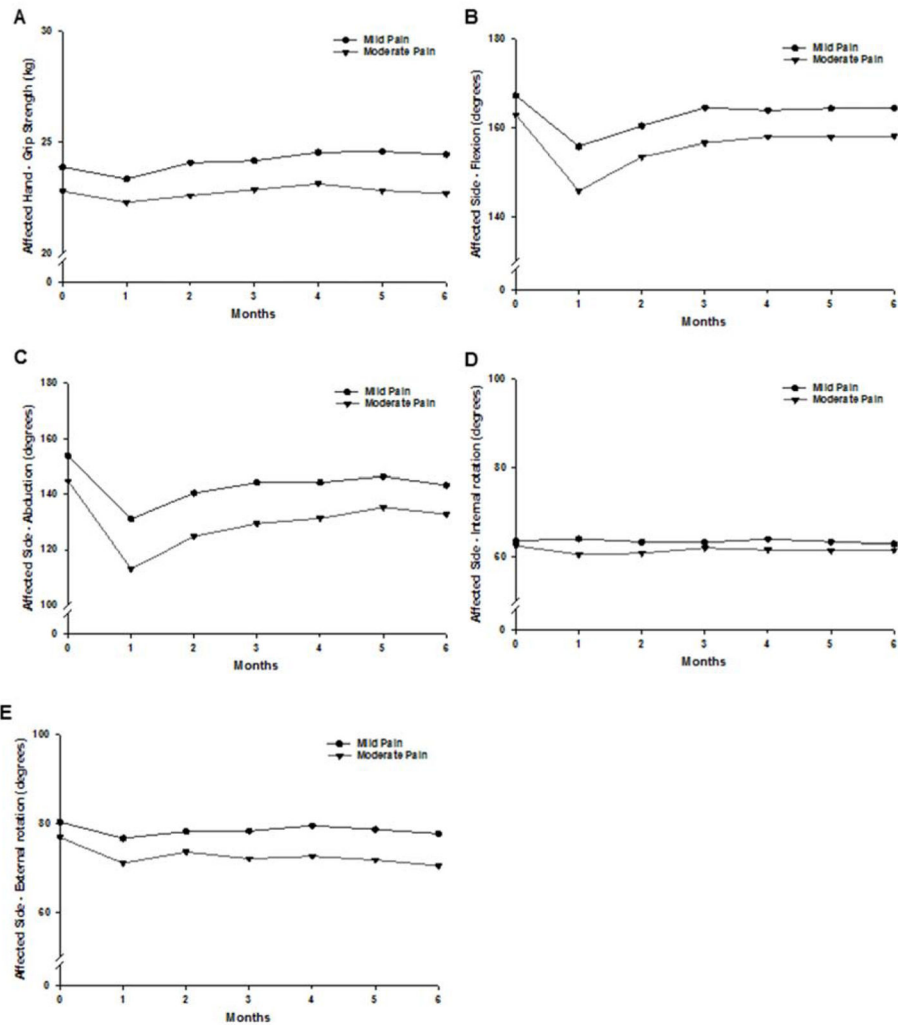 A
Affected Hand - Grip Strength (kg)
30
25
20
0
0 1 2 3 4 5 6
Months
Mild Pain
Moderate Pain
B
Affected Side - Flexion (degrees)
180
160
140
0
0 1 2 3 4 5 6
Months
Mild Pain
Moderate Pain
C
Affected Side - Abduction (degrees)
180
160
140
120
100
0
0 1 2 3 4 5 6
Months
Mild Pain
Moderate Pain
D
Affected Side - Internal rotation (degrees)
100
80
60
0
0 1 2 3 4 5 6
Months
Mild Pain
Moderate Pain
E
Affected Side - External rotation (degrees)
100
80
60
0
0 1 2 3 4 5 6
Months
Mild Pain
Moderate Pain